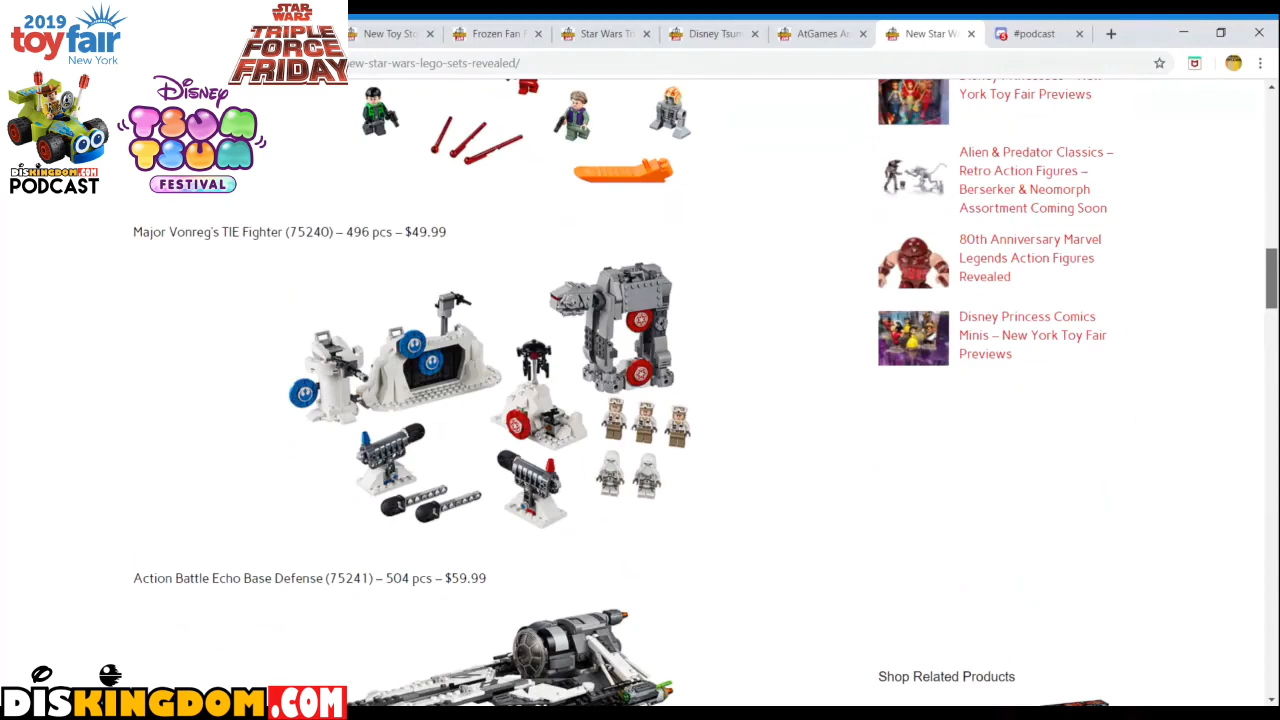 2019
toy fair
New York
STAR WARS
TRIPLE
FORCE
FRIDAY
DISNEY
TSUM
TSUM
FESTIVAL
DISKINGDOM.COM
PODCAST
New Toy Sto
Frozen Fan F
Star Wars Tri
Disney Tsum
AtGames A
New Star W
#podcast
ew-star-wars-lego-sets-revealed/
York Toy Fair Previews
Alien & Predator Classics –
Retro Action Figures –
Berserker & Neomorph
Assortment Coming Soon
Major Vonreg's TIE Fighter (75240) – 496 pcs – $49.99
80th Anniversary Marvel
Legends Action Figures
Revealed
Disney Princess Comics
Minis – New York Toy Fair
Previews
Action Battle Echo Base Defense (75241) – 504 pcs – $59.99
Shop Related Products
DISKINGDOM.COM